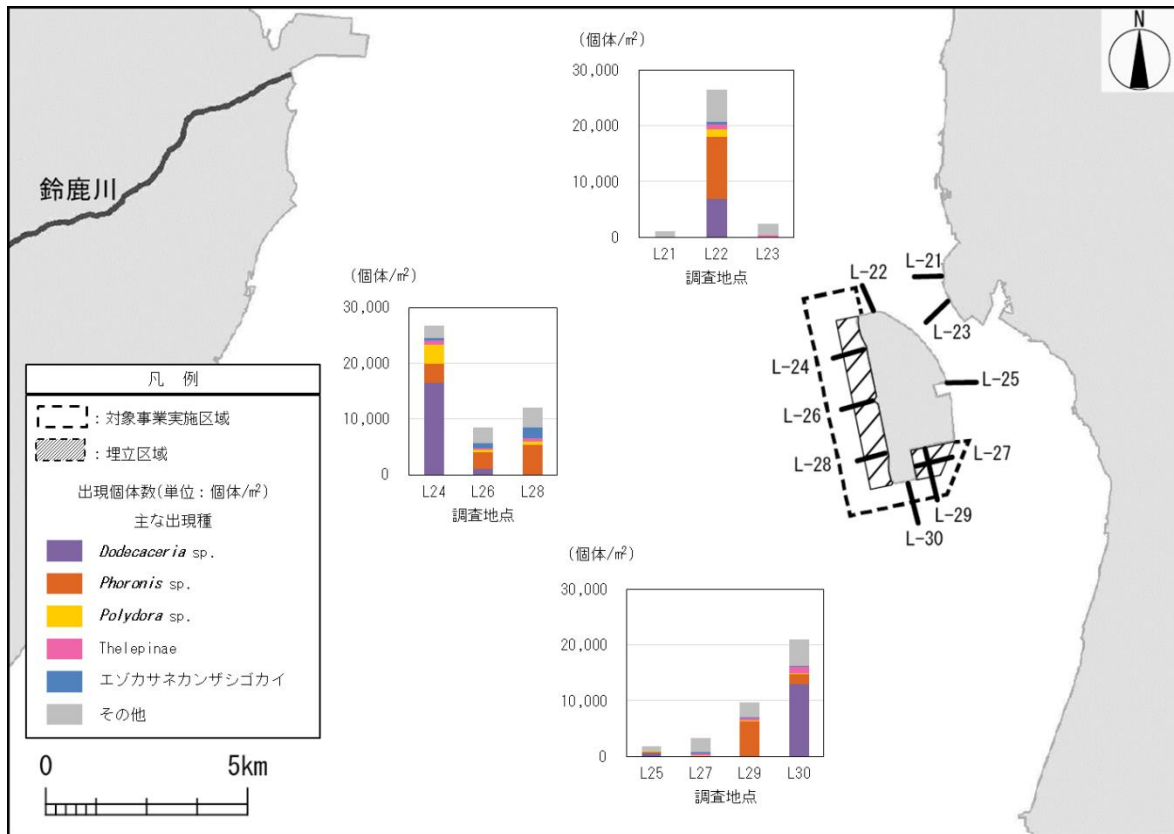 N
鈴鹿川
(個体/m²)
30,000
20,000
10,000
0
L21 L22 L23
調査地点
(個体/m²)
30,000
20,000
10,000
0
L24 L26 L28
調査地点
L-21
L-22
L-23
L-24
L-25
L-26
L-27
L-28
L-29
L-30
凡 例
:対象事業実施区域
:埋立区域
出現個体数(単位:個体/m²)
主な出現種
Dodecaceria sp.
Phoronis sp.
Polydora sp.
Thelepinae
エゾカサネカンザシゴカイ
その他
0 5km
(個体/m²)
30,000
20,000
10,000
0
L25 L27 L29 L30
調査地点